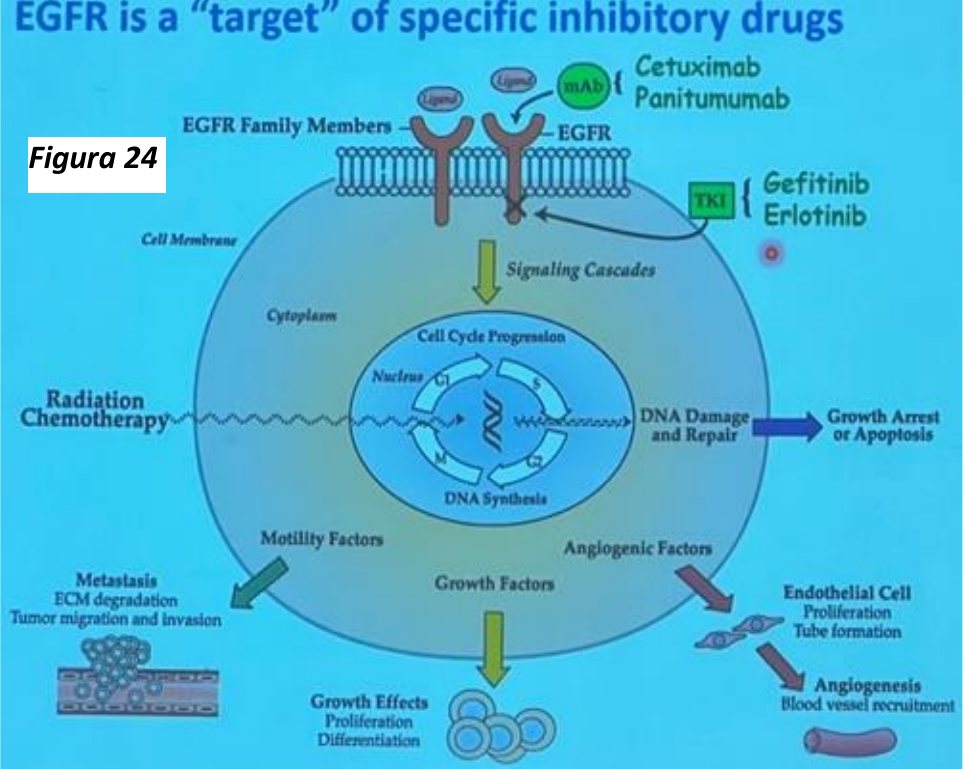 EGFR is a “target” of specific inhibitory drugs
Ligand
Ligand
mAb {
Cetuximab
Panitumumab
EGFR Family Members
EGFR
Figura 24
TKI {
Gefitinib
Erlotinib
Cell Membrane
Signaling Cascades
Cytoplasm
Cell Cycle Progression
Nucleus
G1
S
M
G2
DNA Synthesis
Radiation
Chemotherapy
DNA Damage
and Repair
Growth Arrest
or Apoptosis
Motility Factors
Angiogenic Factors
Growth Factors
Metastasis
ECM degradation
Tumor migration and invasion
Endothelial Cell
Proliferation
Tube formation
Growth Effects
Proliferation
Differentiation
Angiogenesis
Blood vessel recruitment